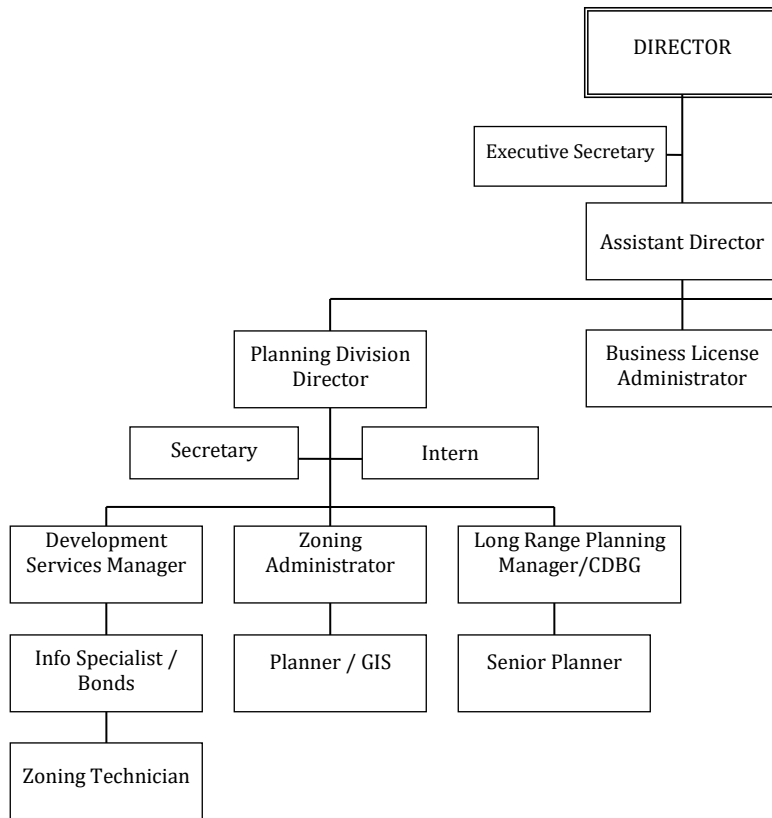 DIRECTOR
Executive Secretary
Assistant Director
Planning Division
Director
Business License
Administrator
Secretary
Intern
Development
Services Manager
Zoning
Administrator
Long Range Planning
Manager/CDBG
Info Specialist /
Bonds
Planner / GIS
Senior Planner
Zoning Technician